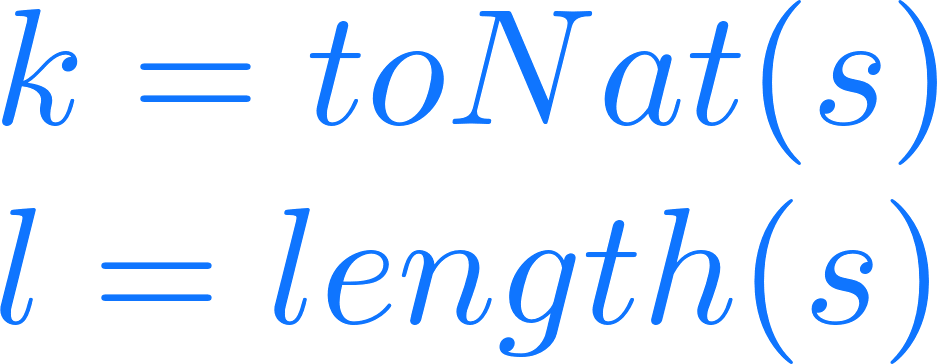 k = toNat(s)
l = length(s)